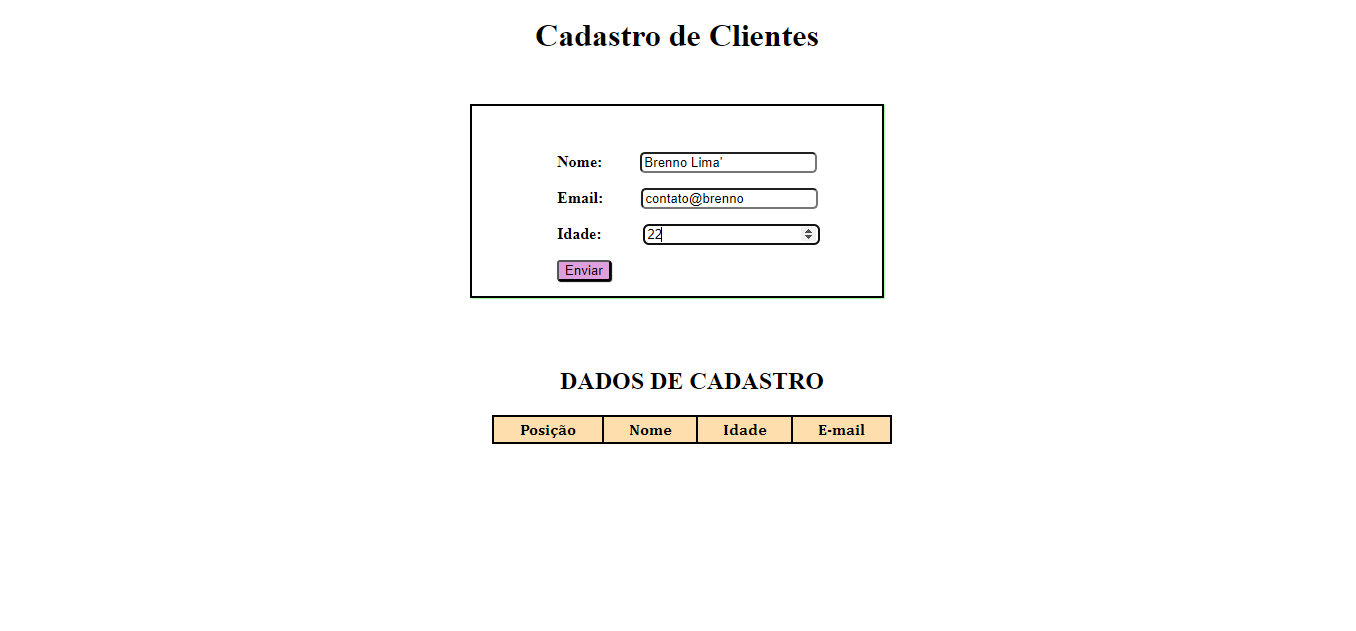 Cadastro de Clientes
Nome: Brenno Lima'
Email: contato@brenno
Idade: 22
Enviar
DADOS DE CADASTRO
Posição Nome Idade E-mail